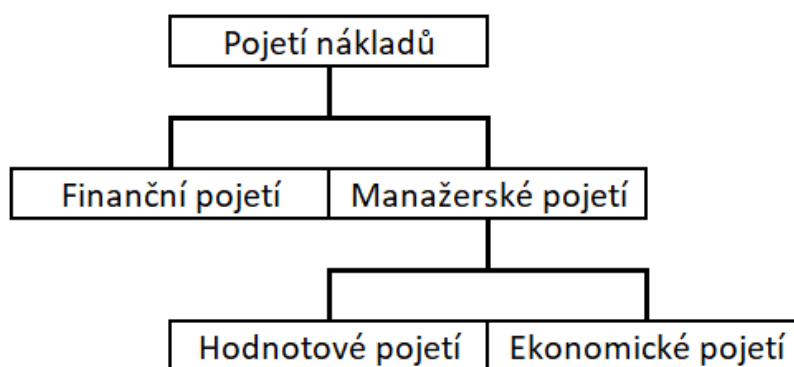 Pojetí nákladů
Finanční pojetí
Manažerské pojetí
Hodnotové pojetí
Ekonomické pojetí